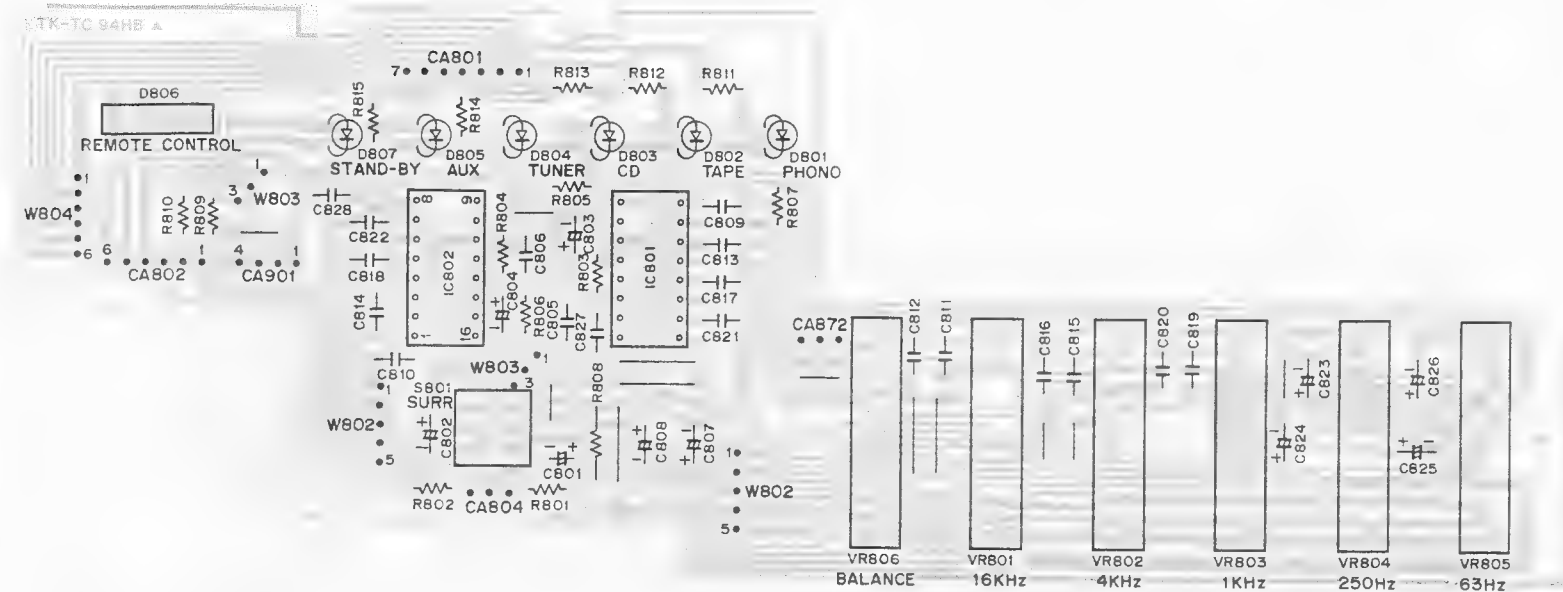 TK-TC 94HB A
CA801
7 1
R813 R812 R811
D806
R815
R814
REMOTE CONTROL
D807 D805 D804 D803 D802 D801
STAND-BY AUX TUNER CD TAPE PHONO
1
3 W803
1
W804
6
R810
R809
6 1
CA802
4 1
CA901
C828
C822
C818
C814
C810
8 9
IC802
1 16
R804
R805
C806
C803
+ -
R803
C804
- +
R806
C805
C827
IC801
C809
C813
C817
C821
R807
W803 1
3
R808
1
W802
5
S801
SURR
+ -
C802
- +
C801
+ -
C808
- +
C807
R802 CA804 R801
1
W802
5
CA872
C812
C811
C816
C815
C820
C819
+ -
C823
+ -
C824
+ -
C826
+ -
C825
VR806 VR801 VR802 VR803 VR804 VR805
BALANCE 16KHz 4KHz 1KHz 250Hz 63Hz